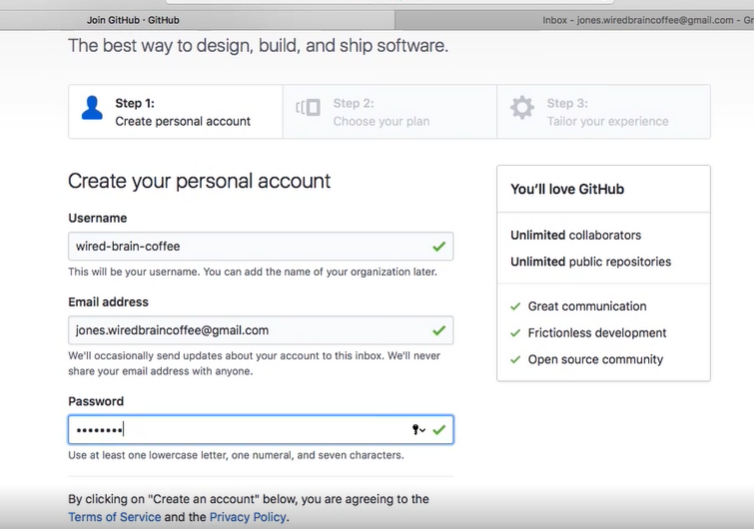 Join GitHub · GitHub
Inbox - jones.wiredbraincoffee@gmail.com - Gr
The best way to design, build, and ship software.
Step 1:
Create personal account
Step 2:
Choose your plan
Step 3:
Tailor your experience
Create your personal account
Username
wired-brain-coffee
This will be your username. You can add the name of your organization later.
Email address
jones.wiredbraincoffee@gmail.com
We'll occasionally send updates about your account to this inbox. We'll never
share your email address with anyone.
Password
••••••••
Use at least one lowercase letter, one numeral, and seven characters.
By clicking on "Create an account" below, you are agreeing to the
Terms of Service and the Privacy Policy.
You'll love GitHub
Unlimited collaborators
Unlimited public repositories
Great communication
Frictionless development
Open source community